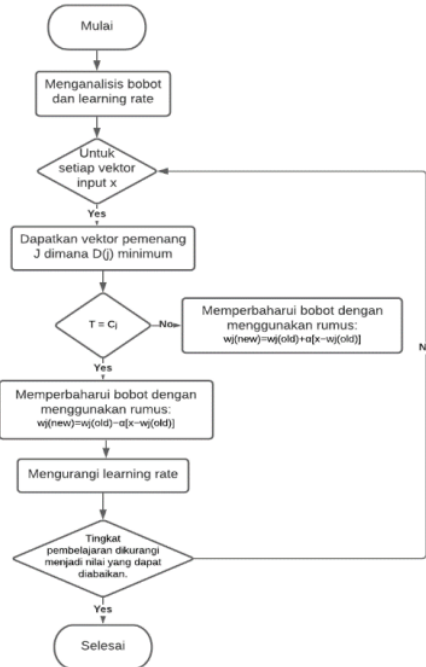 Mulai
Menganalisis bobot
dan learning rate
Untuk
setiap vektor
input x
Yes
Dapatkan vektor pemenang
J dimana D(j) minimum
T = Cj
No
Memperbaharui bobot dengan
menggunakan rumus:
wj(new)=wj(old)+α[x−wj(old)]
N
Yes
Memperbaharui bobot dengan
menggunakan rumus:
wj(new)=wj(old)−α[x−wj(old)]
Mengurangi learning rate
Tingkat
pembelajaran dikurangi
menjadi nilai yang dapat
diabaikan.
Yes
Selesai